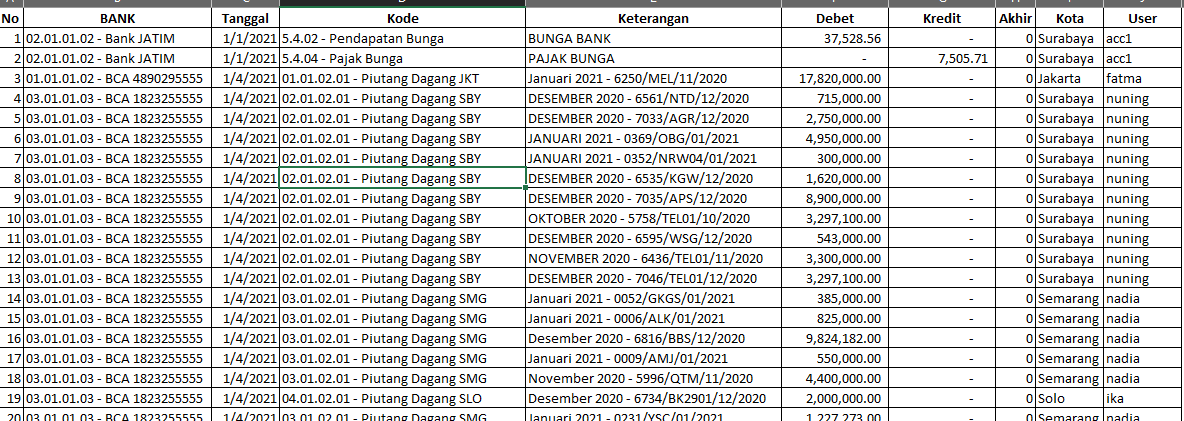 No BANK Tanggal Kode Keterangan Debet Kredit Akhir Kota User
1 02.01.01.02 - Bank JATIM 1/1/2021 5.4.02 - Pendapatan Bunga BUNGA BANK 37,528.56 - 0 Surabaya acc1
2 02.01.01.02 - Bank JATIM 1/1/2021 5.4.04 - Pajak Bunga PAJAK BUNGA - 7,505.71 0 Surabaya acc1
3 01.01.01.02 - BCA 4890295555 1/4/2021 01.01.02.01 - Piutang Dagang JKT Januari 2021 - 6250/MEL/11/2020 17,820,000.00 - 0 Jakarta fatma
4 03.01.01.03 - BCA 1823255555 1/4/2021 02.01.02.01 - Piutang Dagang SBY DESEMBER 2020 - 6561/NTD/12/2020 715,000.00 - 0 Surabaya nuning
5 03.01.01.03 - BCA 1823255555 1/4/2021 02.01.02.01 - Piutang Dagang SBY DESEMBER 2020 - 7033/AGR/12/2020 2,750,000.00 - 0 Surabaya nuning
6 03.01.01.03 - BCA 1823255555 1/4/2021 02.01.02.01 - Piutang Dagang SBY JANUARI 2021 - 0369/OBG/01/2021 4,950,000.00 - 0 Surabaya nuning
7 03.01.01.03 - BCA 1823255555 1/4/2021 02.01.02.01 - Piutang Dagang SBY JANUARI 2021 - 0352/NRW04/01/2021 300,000.00 - 0 Surabaya nuning
8 03.01.01.03 - BCA 1823255555 1/4/2021 02.01.02.01 - Piutang Dagang SBY DESEMBER 2020 - 6535/KGW/12/2020 1,620,000.00 - 0 Surabaya nuning
9 03.01.01.03 - BCA 1823255555 1/4/2021 02.01.02.01 - Piutang Dagang SBY DESEMBER 2020 - 7035/APS/12/2020 8,900,000.00 - 0 Surabaya nuning
10 03.01.01.03 - BCA 1823255555 1/4/2021 02.01.02.01 - Piutang Dagang SBY OKTOBER 2020 - 5758/TEL01/10/2020 3,297,100.00 - 0 Surabaya nuning
11 03.01.01.03 - BCA 1823255555 1/4/2021 02.01.02.01 - Piutang Dagang SBY DESEMBER 2020 - 6595/WSG/12/2020 543,000.00 - 0 Surabaya nuning
12 03.01.01.03 - BCA 1823255555 1/4/2021 02.01.02.01 - Piutang Dagang SBY NOVEMBER 2020 - 6436/TEL01/11/2020 3,300,000.00 - 0 Surabaya nuning
13 03.01.01.03 - BCA 1823255555 1/4/2021 02.01.02.01 - Piutang Dagang SBY DESEMBER 2020 - 7046/TEL01/12/2020 3,297,100.00 - 0 Surabaya nuning
14 03.01.01.03 - BCA 1823255555 1/4/2021 03.01.02.01 - Piutang Dagang SMG Januari 2021 - 0052/GKGS/01/2021 385,000.00 - 0 Semarang nadia
15 03.01.01.03 - BCA 1823255555 1/4/2021 03.01.02.01 - Piutang Dagang SMG Januari 2021 - 0006/ALK/01/2021 825,000.00 - 0 Semarang nadia
16 03.01.01.03 - BCA 1823255555 1/4/2021 03.01.02.01 - Piutang Dagang SMG Desember 2020 - 6816/BBS/12/2020 9,824,182.00 - 0 Semarang nadia
17 03.01.01.03 - BCA 1823255555 1/4/2021 03.01.02.01 - Piutang Dagang SMG Januari 2021 - 0009/AMJ/01/2021 550,000.00 - 0 Semarang nadia
18 03.01.01.03 - BCA 1823255555 1/4/2021 03.01.02.01 - Piutang Dagang SMG November 2020 - 5996/QTM/11/2020 4,400,000.00 - 0 Semarang nadia
19 03.01.01.03 - BCA 1823255555 1/4/2021 04.01.02.01 - Piutang Dagang SLO Desember 2020 - 6734/BK2901/12/2020 2,000,000.00 - 0 Solo ika
20 03.01.01.03 - BCA 1823255555 1/4/2021 03.01.02.01 - Piutang Dagang SMG Januari 2021 - 0231/YSC/01/2021 1,227,273.00 - 0 Semarang nadia